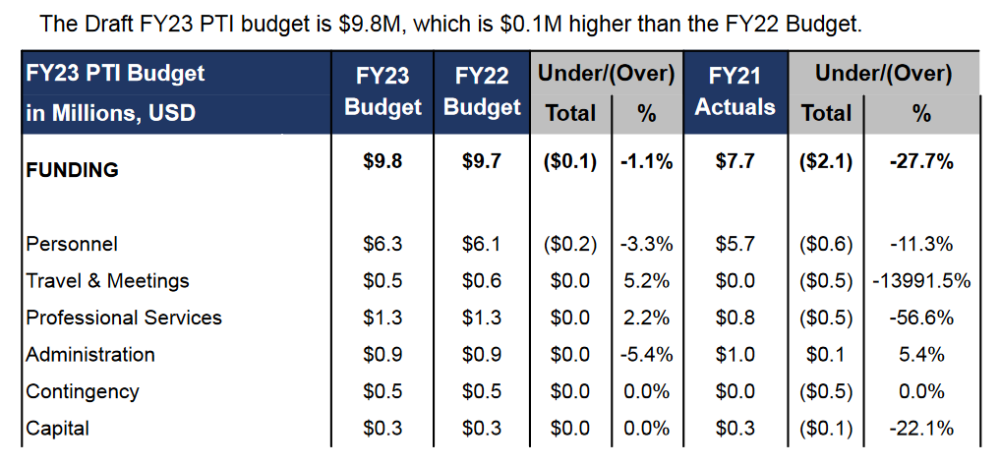 The Draft FY23 PTI budget is $9.8M, which is $0.1M higher than the FY22 Budget.
FY23 PTI Budget in Millions, USD FY23 Budget FY22 Budget Under/(Over) Total % FY21 Actuals Under/(Over) Total %
FUNDING $9.8 $9.7 ($0.1) -1.1% $7.7 ($2.1) -27.7%
Personnel $6.3 $6.1 ($0.2) -3.3% $5.7 ($0.6) -11.3%
Travel & Meetings $0.5 $0.6 $0.0 5.2% $0.0 ($0.5) -13991.5%
Professional Services $1.3 $1.3 $0.0 2.2% $0.8 ($0.5) -56.6%
Administration $0.9 $0.9 $0.0 -5.4% $1.0 $0.1 5.4%
Contingency $0.5 $0.5 $0.0 0.0% $0.0 ($0.5) 0.0%
Capital $0.3 $0.3 $0.0 0.0% $0.3 ($0.1) -22.1%